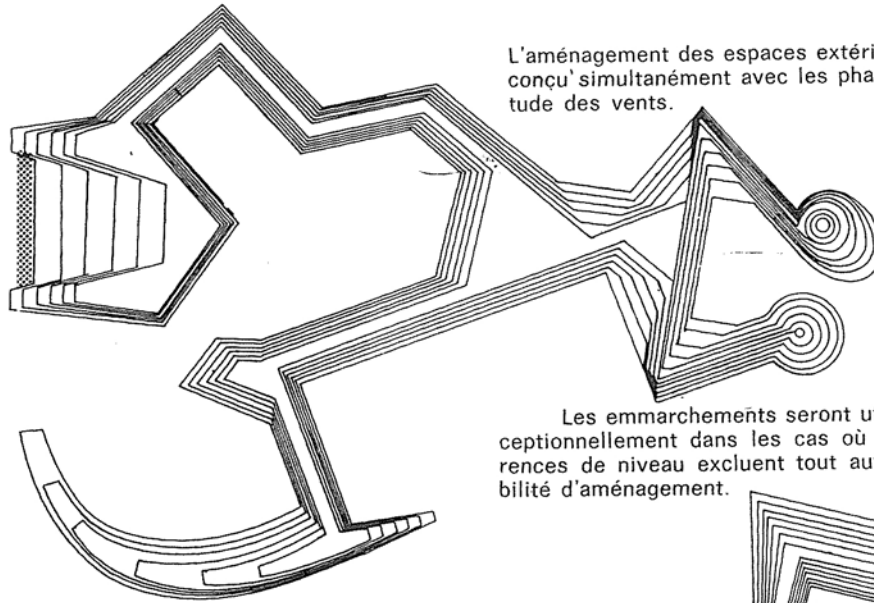 L'aménagement des espaces extéri
conçu simultanément avec les pha
tude des vents.
Les emmarchements seront u
ceptionnellement dans les cas où
rences de niveau excluent tout au
bilité d'aménagement.